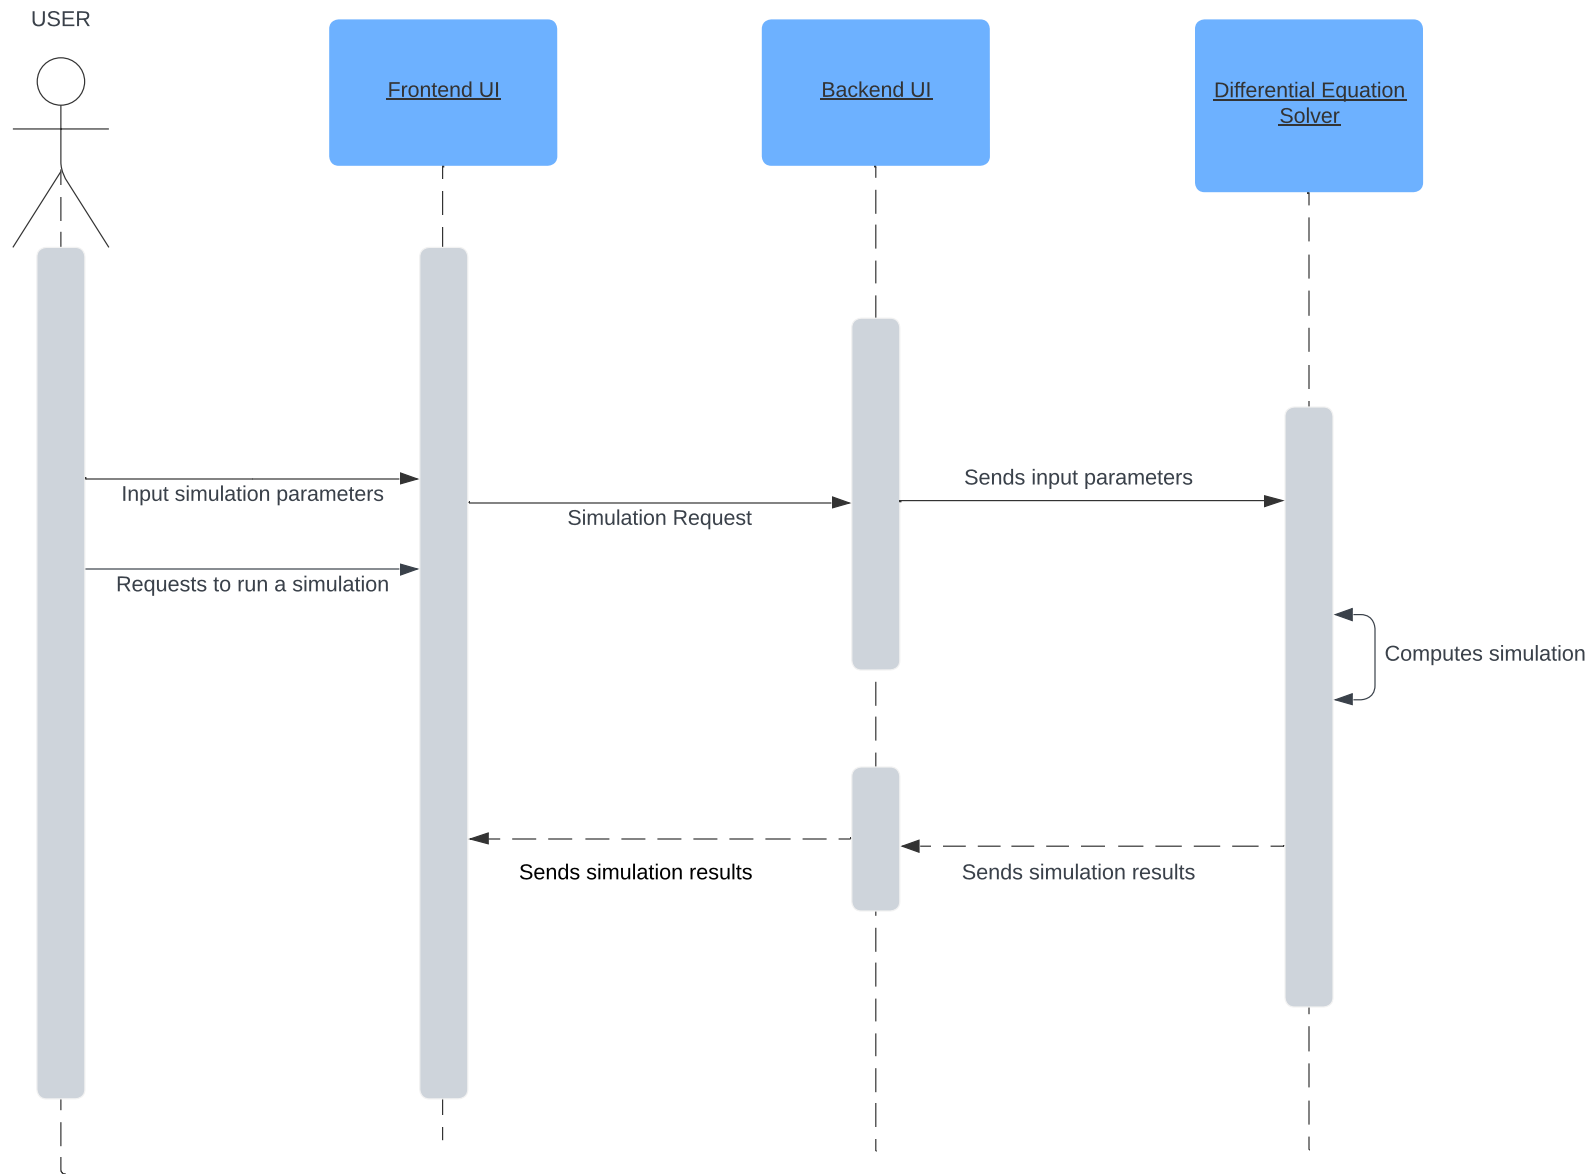 USER
Frontend UI
Backend UI
Differential Equation
Solver
Input simulation parameters
Simulation Request
Sends input parameters
Requests to run a simulation
Computes simulation
Sends simulation results
Sends simulation results